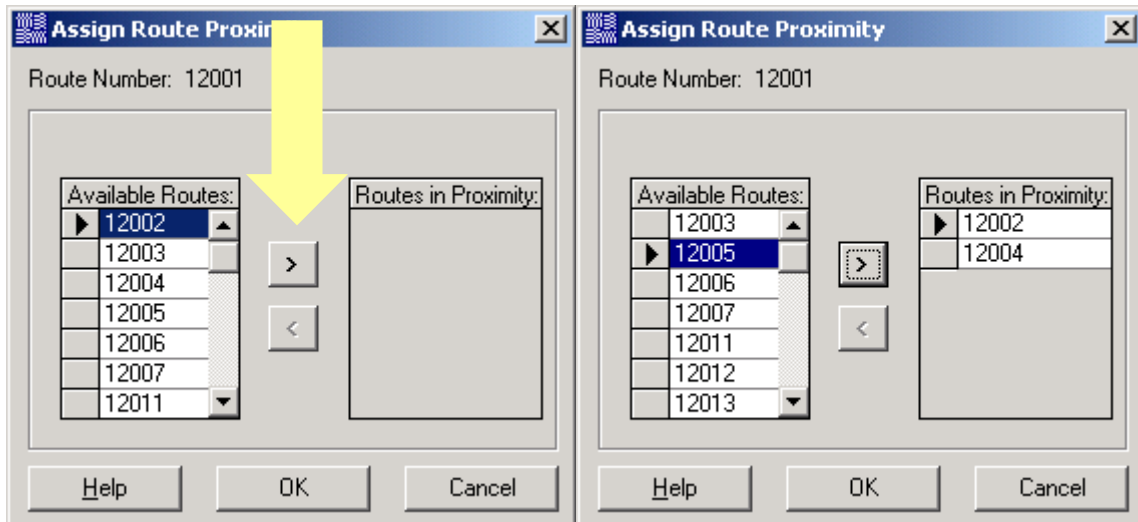 Assign Route Proxi
Route Number: 12001
Available Routes:
12002
12003
12004
12005
12006
12007
12011
>
<
Routes in Proximity:
Help
OK
Cancel
Assign Route Proximity
Route Number: 12001
Available Routes:
12003
12005
12006
12007
12011
12012
12013
>
<
Routes in Proximity:
12002
12004
Help
OK
Cancel